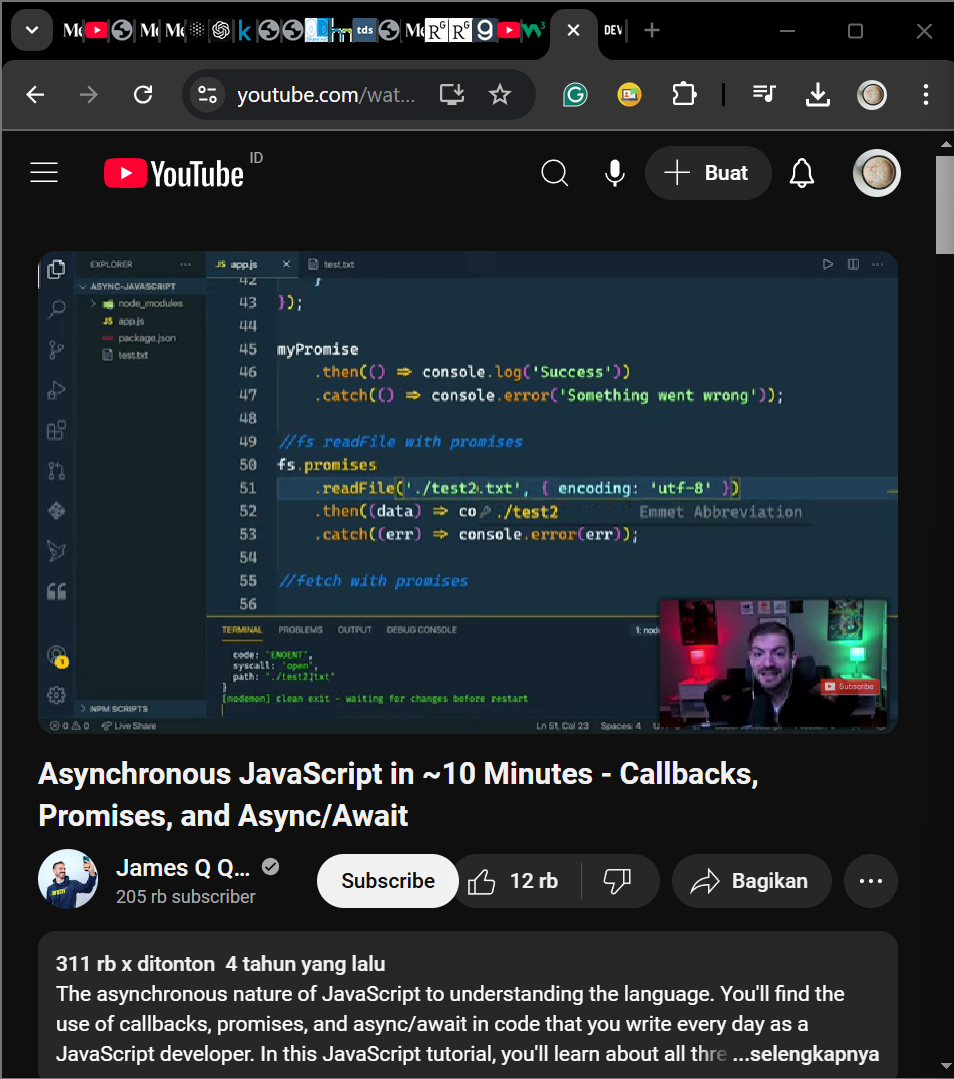 tds
DEV
youtube.com/wat...
YouTube ID
Buat
EXPLORER
JS app.js
test.txt
ASYNC-JAVASCRIPT
node_modules
JS app.js
package.json
test.txt
NPM SCRIPTS
42 }
43 });
44
45 myPromise
46 .then(() => console.log('Success'))
47 .catch(() => console.error('Something went wrong'));
48
49 //fs readFile with promises
50 fs.promises
51 .readFile('./test2.txt', { encoding: 'utf-8' })
52 .then((data) => co ./test2 Emmet Abbreviation
53 .catch((err) => console.error(err));
54
55 //fetch with promises
56
TERMINAL PROBLEMS OUTPUT DEBUG CONSOLE 1: node
code: 'ENOENT',
syscall: 'open',
path: './test2.txt'
}
[nodemon] clean exit - waiting for changes before restart
Subscribe
0 0 Live Share
Ln 51, Col 23 Spaces: 4
Asynchronous JavaScript in ~10 Minutes - Callbacks,
Promises, and Async/Await
James Q Q...
205 rb subscriber
Subscribe
12 rb
Bagikan
311 rb x ditonton 4 tahun yang lalu
The asynchronous nature of JavaScript to understanding the language. You'll find the
use of callbacks, promises, and async/await in code that you write every day as a
JavaScript developer. In this JavaScript tutorial, you'll learn about all thre ...selengkapnya